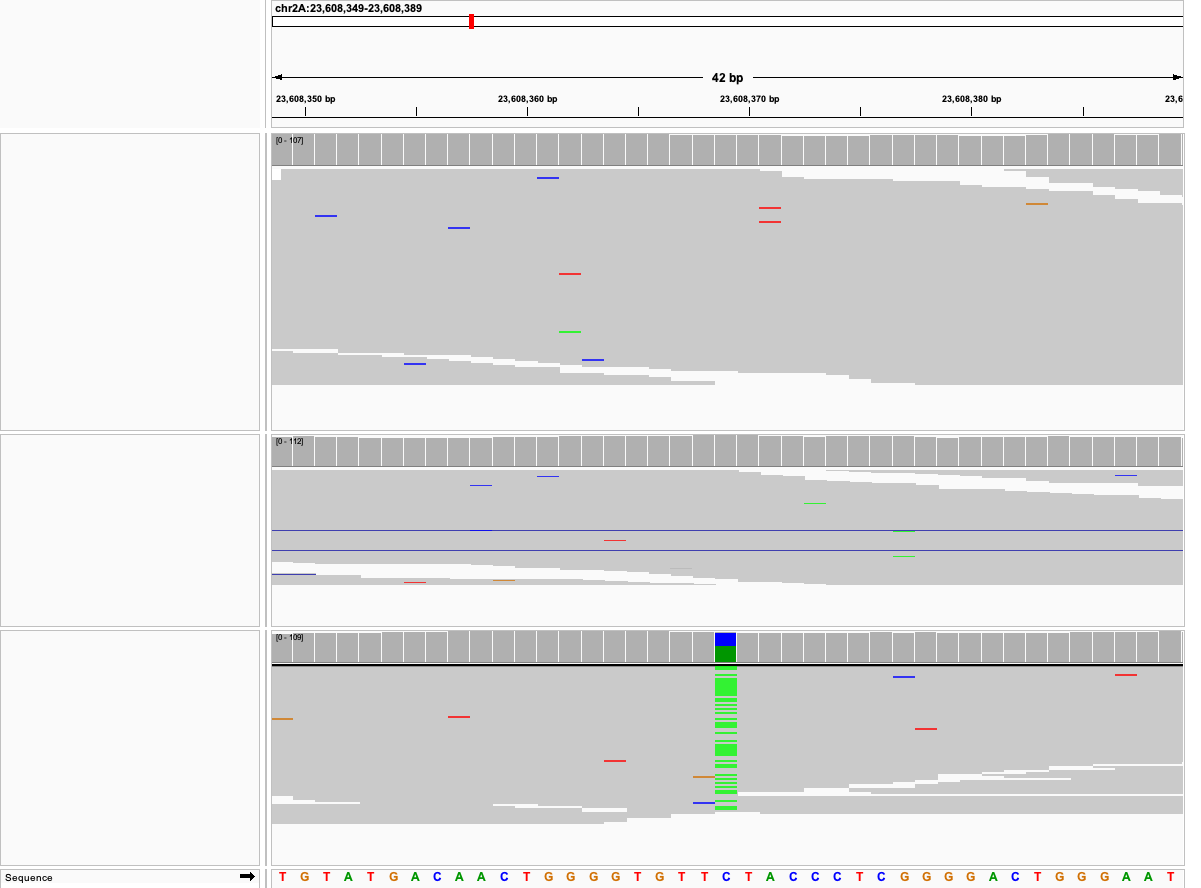 chr2A:23,608,349-23,608,389
42 bp
23,608,350 bp 23,608,360 bp 23,608,370 bp 23,608,380 bp 23,6
[0 - 107]
[0 - 112]
[0 - 109]
Sequence T G T A T G A C A A C T G G G G T G T T C T A C C C T C G G G G A C T G G G A A T